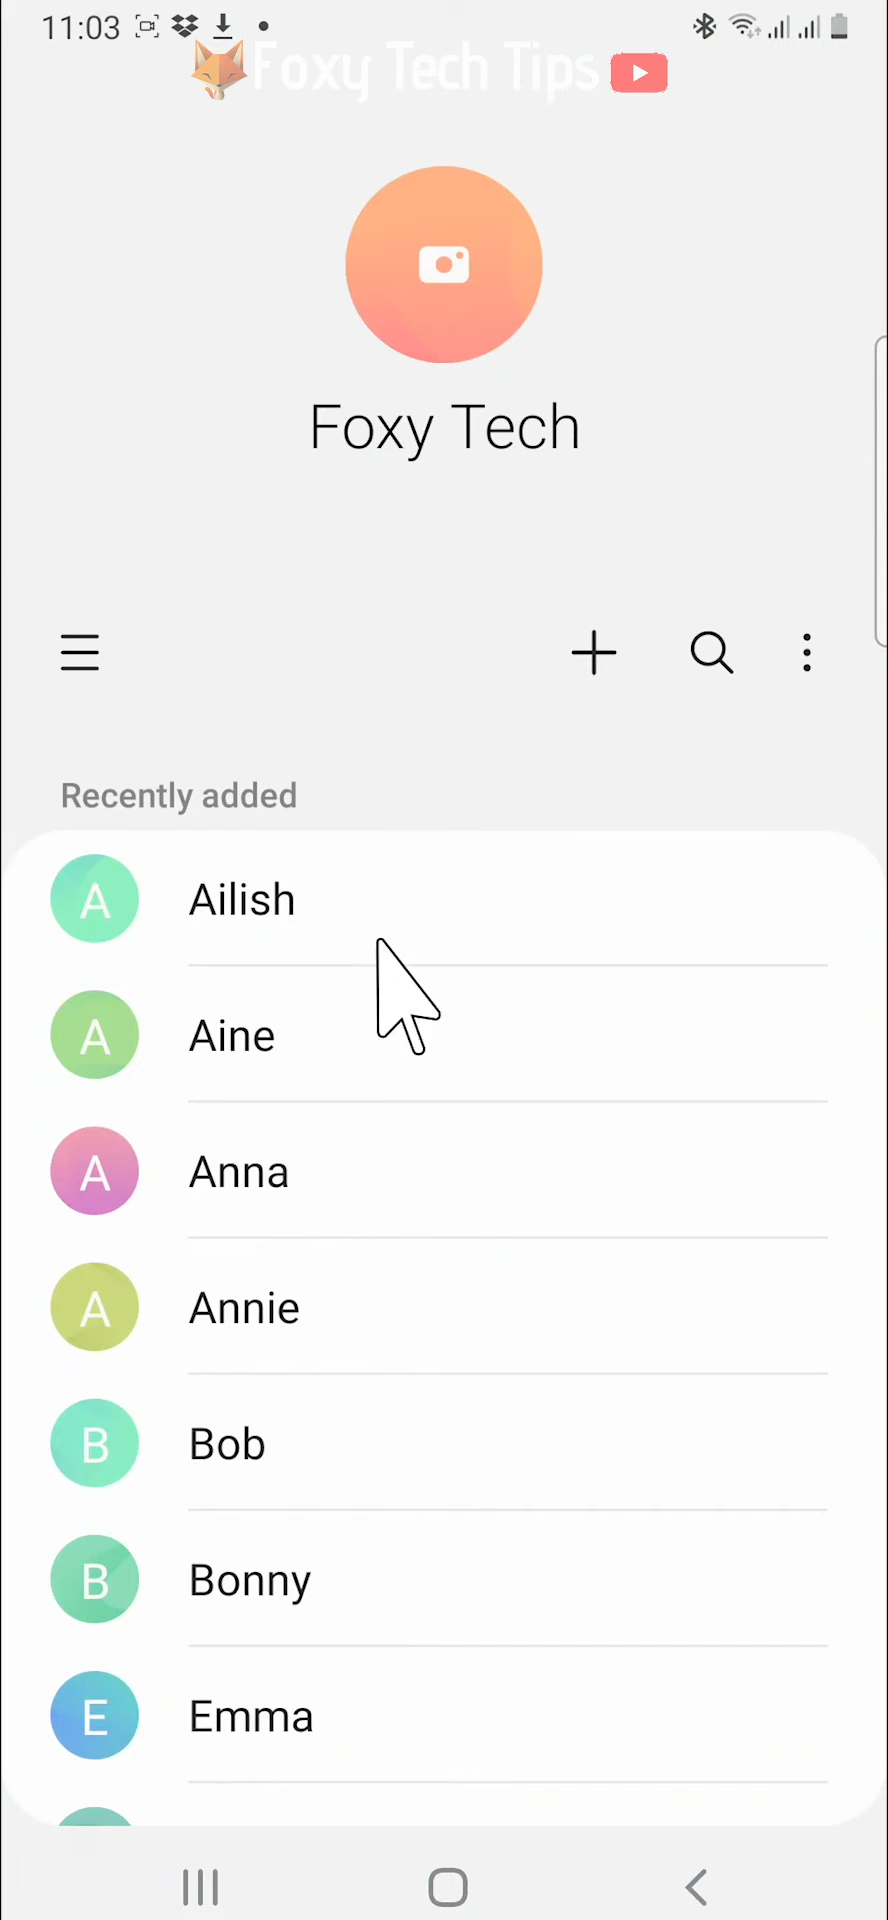 11:03
Foxy Tech Tips
Foxy Tech
Recently added
A Ailish
A Aine
A Anna
A Annie
B Bob
B Bonny
E Emma